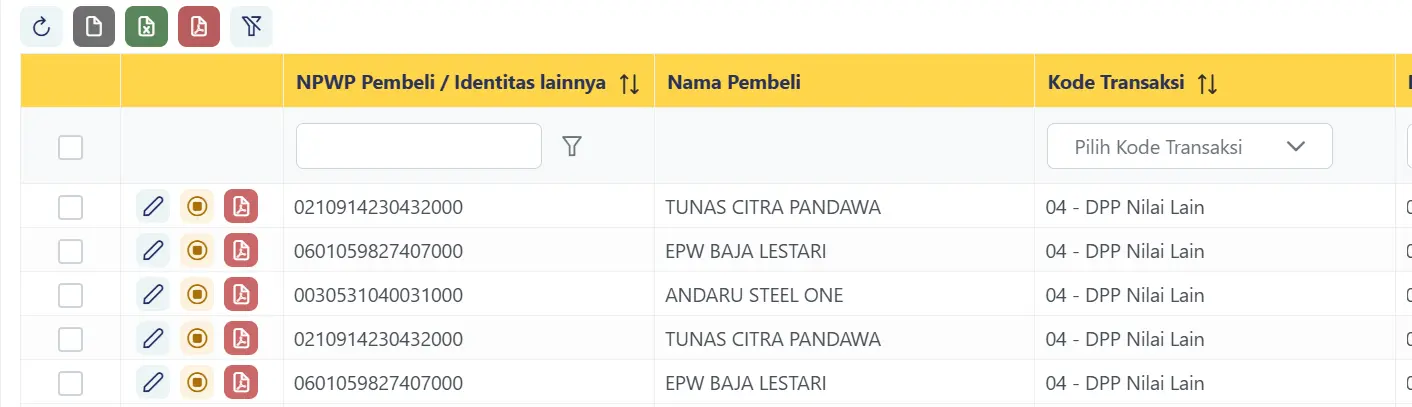 NPWP Pembeli / Identitas lainnya Nama Pembeli Kode Transaksi
Pilih Kode Transaksi
0210914230432000 TUNAS CITRA PANDAWA 04 - DPP Nilai Lain
0601059827407000 EPW BAJA LESTARI 04 - DPP Nilai Lain
0030531040031000 ANDARU STEEL ONE 04 - DPP Nilai Lain
0210914230432000 TUNAS CITRA PANDAWA 04 - DPP Nilai Lain
0601059827407000 EPW BAJA LESTARI 04 - DPP Nilai Lain